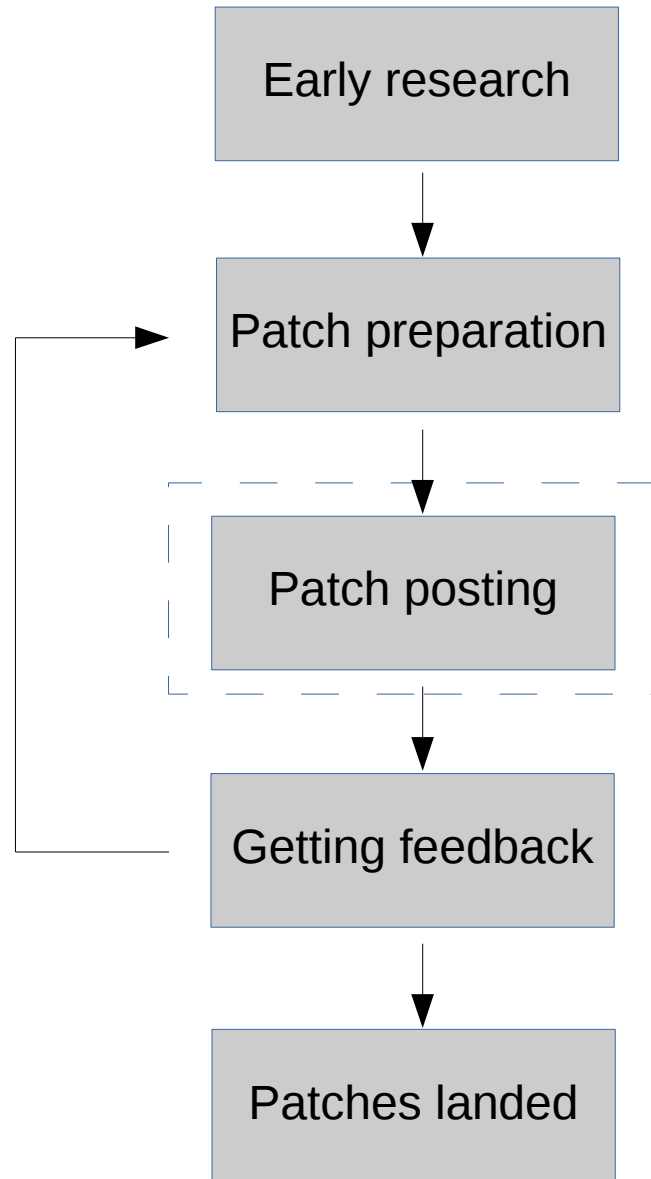 Early research
Patch preparation
Patch posting
Getting feedback
Patches landed